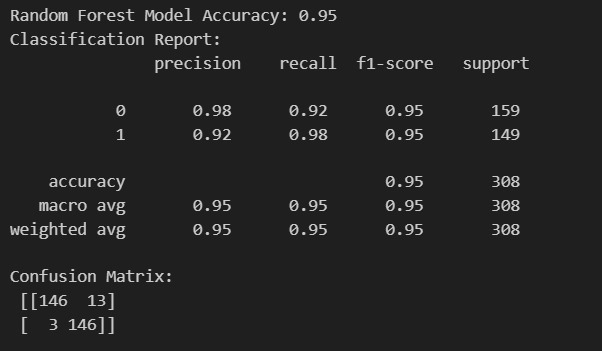 Random Forest Model Accuracy: 0.95
Classification Report:
              precision    recall  f1-score   support

           0       0.98      0.92      0.95       159
           1       0.92      0.98      0.95       149

    accuracy                           0.95       308
   macro avg       0.95      0.95      0.95       308
weighted avg       0.95      0.95      0.95       308

Confusion Matrix:
 [[146  13]
 [  3 146]]